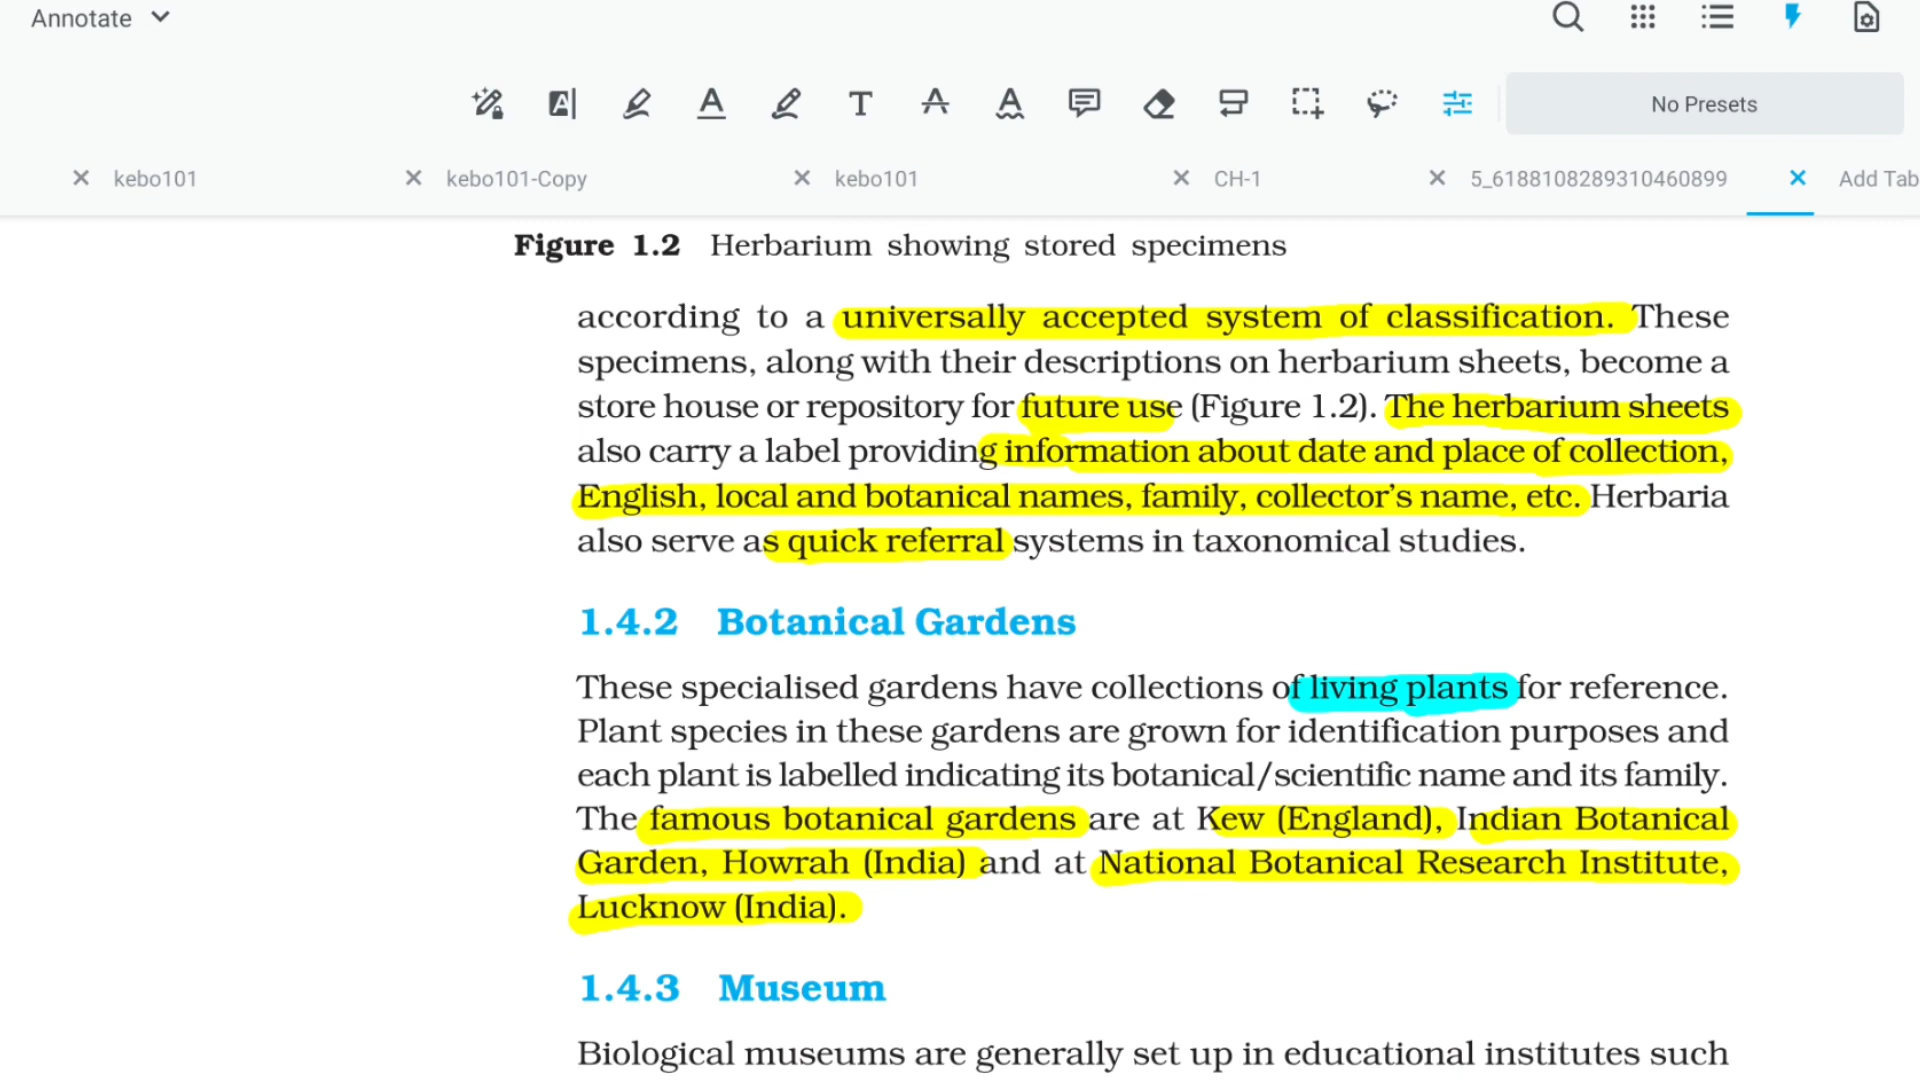 Annotate
No Presets
kebo101 kebo101-Copy kebo101 CH-1 5_6188108289310460899 Add Tab
Figure 1.2 Herbarium showing stored specimens
according to a universally accepted system of classification. These
specimens, along with their descriptions on herbarium sheets, become a
store house or repository for future use (Figure 1.2). The herbarium sheets
also carry a label providing information about date and place of collection,
English, local and botanical names, family, collector's name, etc. Herbaria
also serve as quick referral systems in taxonomical studies.
1.4.2 Botanical Gardens
These specialised gardens have collections of living plants for reference.
Plant species in these gardens are grown for identification purposes and
each plant is labelled indicating its botanical/scientific name and its family.
The famous botanical gardens are at Kew (England), Indian Botanical
Garden, Howrah (India) and at National Botanical Research Institute,
Lucknow (India).
1.4.3 Museum
Biological museums are generally set up in educational institutes such